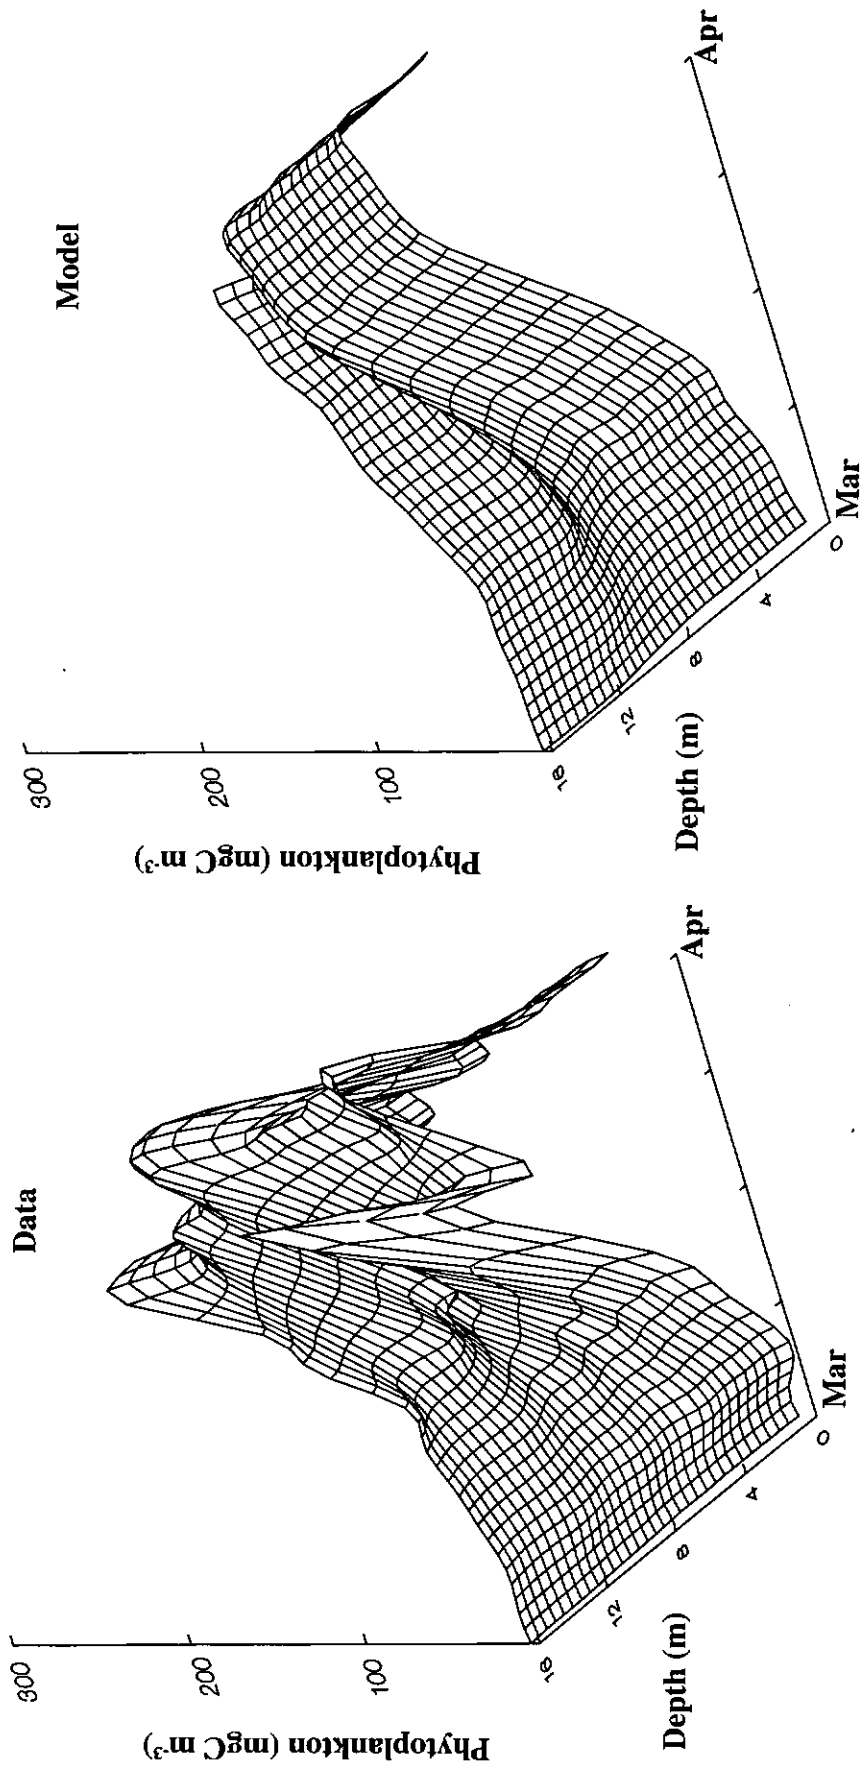 Data
300
200
100
Phytoplankton (mgC m⁻³)
16
12
8
4
0
Depth (m)
Mar
Apr
Model
300
200
100
Phytoplankton (mgC m⁻³)
16
12
8
4
0
Depth (m)
Mar
Apr